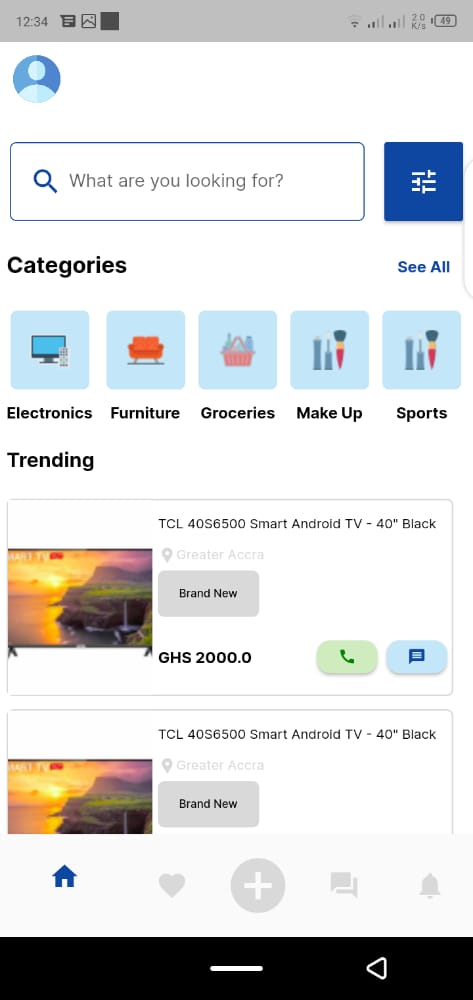 12:34
2.0
K/s
49
What are you looking for?
Categories
See All
Electronics
Furniture
Groceries
Make Up
Sports
Trending
TCL 40S6500 Smart Android TV - 40" Black
Greater Accra
Brand New
GHS 2000.0
TCL 40S6500 Smart Android TV - 40" Black
Greater Accra
Brand New